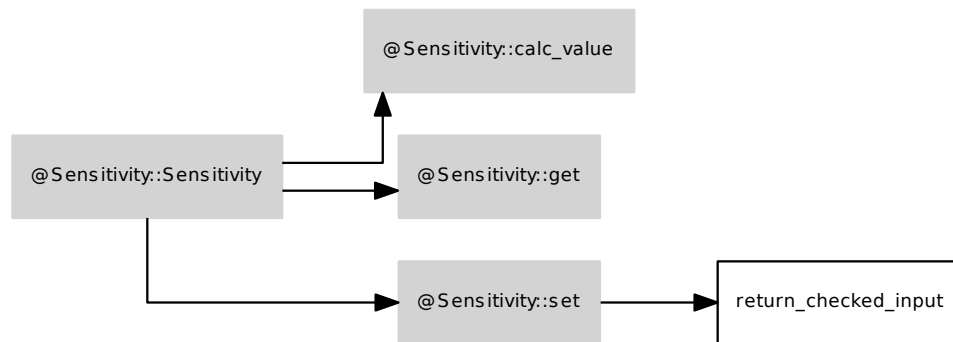 @Sensitivity::calc_value
@Sensitivity::Sensitivity
@Sensitivity::get
@Sensitivity::set
return_checked_input